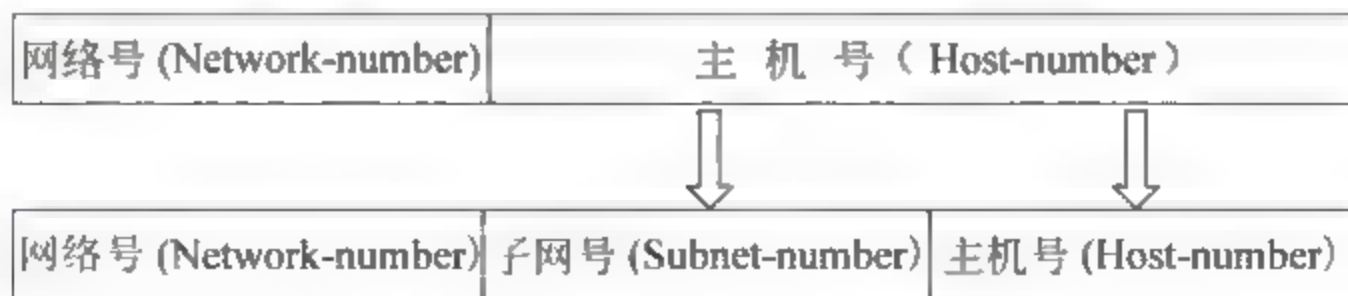 网络号 (Network-number) 主 机 号 ( Host-number )
网络号 (Network-number) 子网号 (Subnet-number) 主机号 (Host-number)